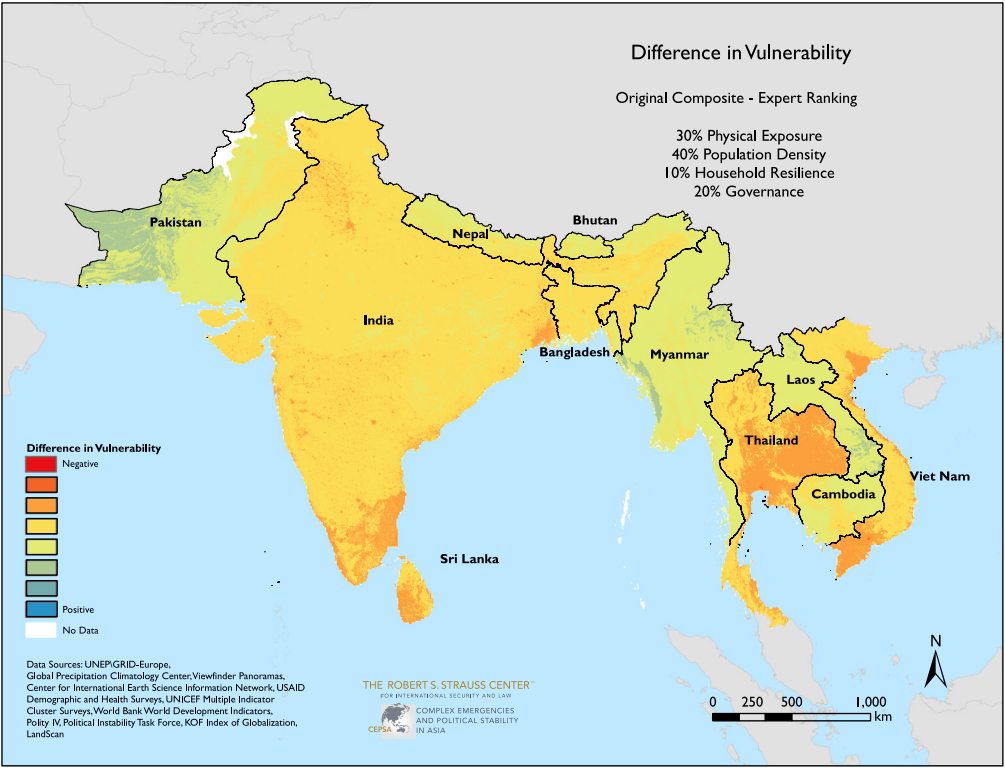 Difference in Vulnerability
Original Composite - Expert Ranking
30% Physical Exposure
40% Population Density
10% Household Resilience
20% Governance
Pakistan
Nepal
Bhutan
India
Bangladesh
Myanmar
Laos
Thailand
Viet Nam
Cambodia
Sri Lanka
Difference in Vulnerability
Negative
Positive
No Data
Data Sources: UNEP\GRID-Europe,
Global Precipitation Climatology Center,Viewfinder Panoramas,
Center for International Earth Science Information Network, USAID
Demographic and Health Surveys, UNICEF Multiple Indicator
Cluster Surveys, World Bank World Development Indicators,
Polity IV, Political Instability Task Force, KOF Index of Globalization,
LandScan
THE ROBERT S. STRAUSS CENTER™
FOR INTERNATIONAL SECURITY AND LAW
CEPSA
COMPLEX EMERGENCIES
AND POLITICAL STABILITY
IN ASIA
N
0 250 500 1,000
km